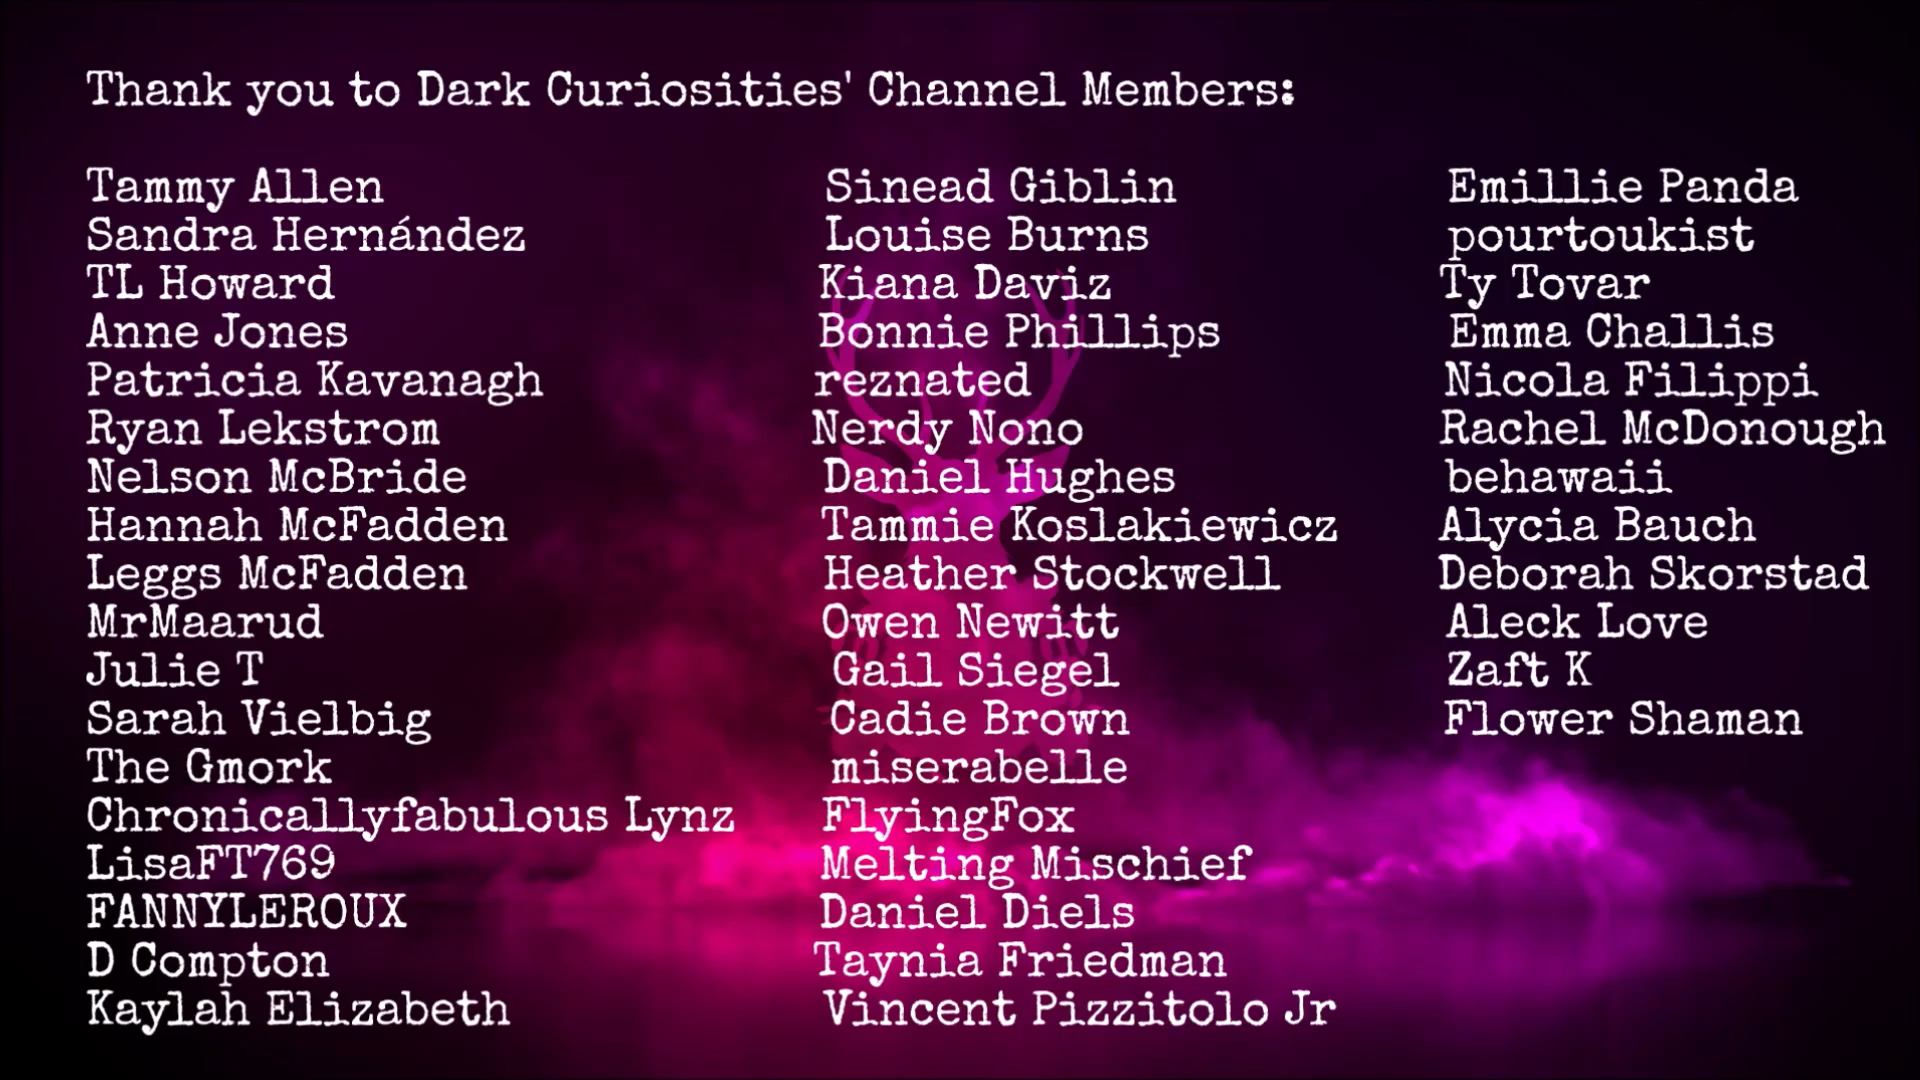 Thank you to Dark Curiosities' Channel Members:
Tammy Allen
Sandra Hernández
TL Howard
Anne Jones
Patricia Kavanagh
Ryan Lekstrom
Nelson McBride
Hannah McFadden
Leggs McFadden
MrMaarud
Julie T
Sarah Vielbig
The Gmork
Chronicallyfabulous Lynz
LisaFT769
FANNYLEROUX
D Compton
Kaylah Elizabeth
Sinead Giblin
Louise Burns
Kiana Daviz
Bonnie Phillips
reznated
Nerdy Nono
Daniel Hughes
Tammie Koslakiewicz
Heather Stockwell
Owen Newitt
Gail Siegel
Cadie Brown
miserabelle
FlyingFox
Melting Mischief
Daniel Diels
Taynia Friedman
Vincent Pizzitolo Jr
Emillie Panda
pourtoukist
Ty Tovar
Emma Challis
Nicola Filippi
Rachel McDonough
behawaii
Alycia Bauch
Deborah Skorstad
Aleck Love
Zaft K
Flower Shaman